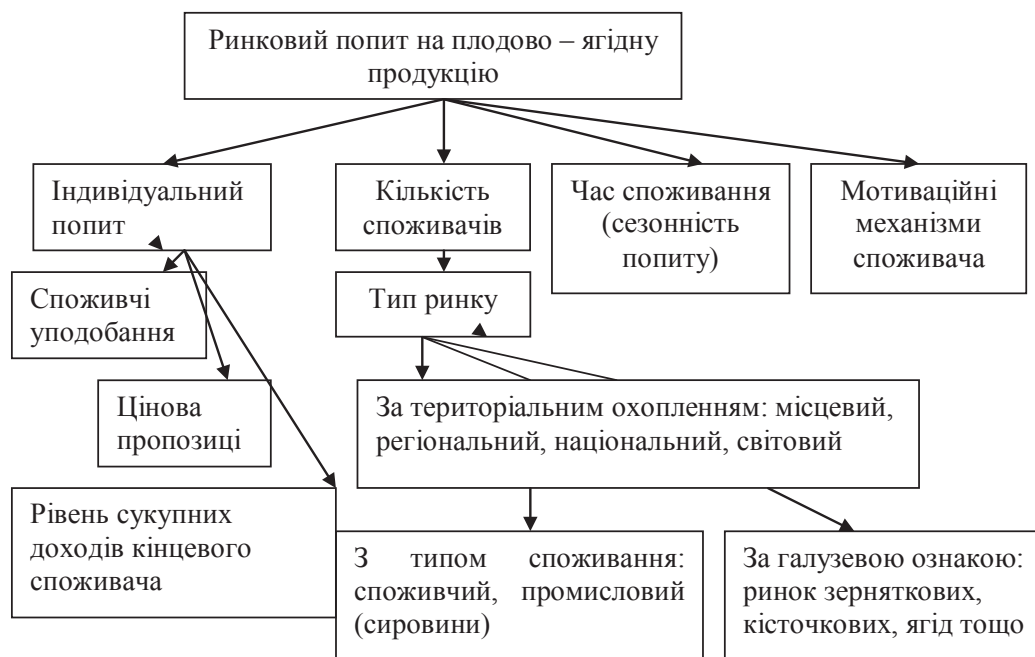 Ринковий попит на плодово – ягідну
продукцію
Індивідуальний
попит
Кількість
споживачів
Час споживання
(сезонність
попиту)
Мотиваційні
механізми
споживача
Споживчі
уподобання
Тип ринку
Цінова
пропозиці
За територіальним охопленням: місцевий,
регіональний, національний, світовий
Рівень сукупних
доходів кінцевого
споживача
З типом споживання:
споживчий, промисловий
(сировини)
За галузевою ознакою:
ринок зерняткових,
кісточкових, ягід тощо